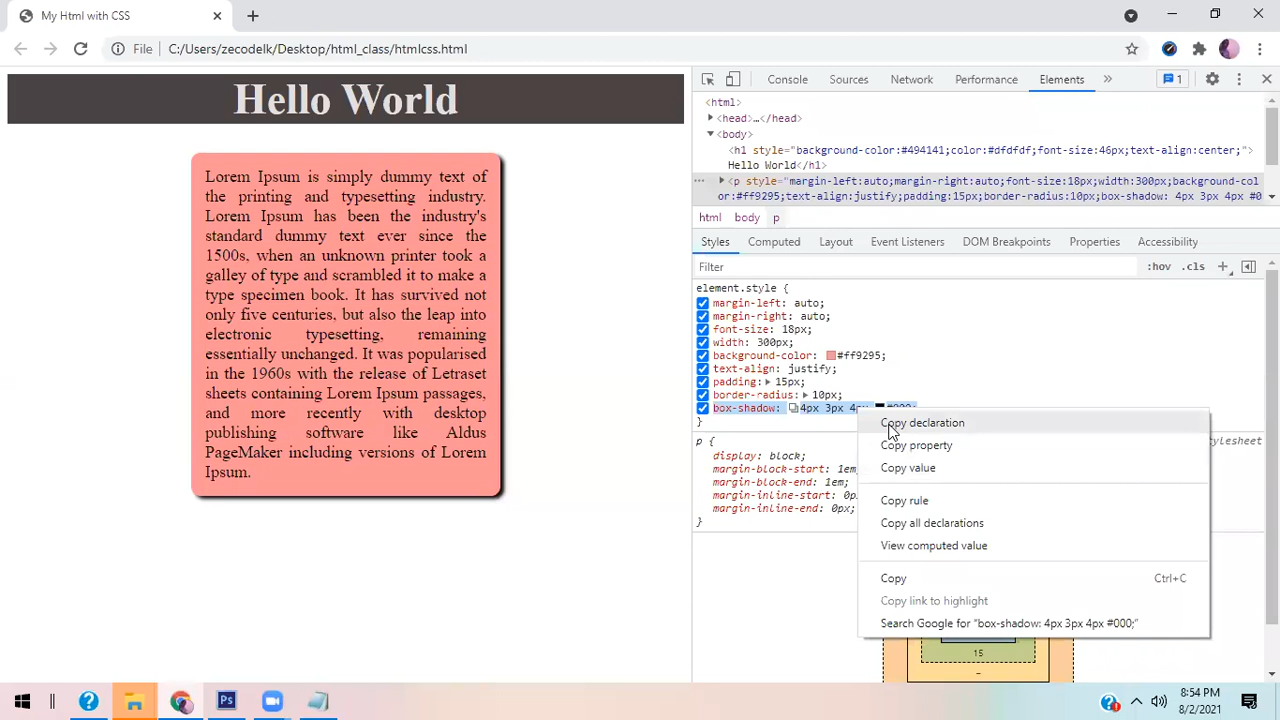 My Html with CSS
File
C:/Users/zecodelk/Desktop/html_class/htmlcss.html
Hello World
Lorem Ipsum is simply dummy text of
the printing and typesetting industry.
Lorem Ipsum has been the industry's
standard dummy text ever since the
1500s, when an unknown printer took a
galley of type and scrambled it to make a
type specimen book. It has survived not
only five centuries, but also the leap into
electronic typesetting, remaining
essentially unchanged. It was popularised
in the 1960s with the release of Letraset
sheets containing Lorem Ipsum passages,
and more recently with desktop
publishing software like Aldus
PageMaker including versions of Lorem
Ipsum.
Console Sources Network Performance Elements » 1
<html>
<head>…</head>
<body>
<h1 style="background-color:#494141;color:#dfdfdf;font-size:46px;text-align:center;">
Hello World</h1>
<p style="margin-left:auto;margin-right:auto;font-size:18px;width:300px;background-col
or:#ff9295;text-align:justify;padding:15px;border-radius:10px;box-shadow: 4px 3px 4px #0
html body p
Styles Computed Layout Event Listeners DOM Breakpoints Properties Accessibility
Filter :hov .cls
element.style {
margin-left: auto;
margin-right: auto;
font-size: 18px;
width: 300px;
background-color: #ff9295;
text-align: justify;
padding: 15px;
border-radius: 10px;
box-shadow: 4px 3px 4px #000;
}
p {
display: block;
margin-block-start: 1em
margin-block-end: 1em;
margin-inline-start: 0p
margin-inline-end: 0px;
}
stylesheet
Copy declaration
Copy property
Copy value
Copy rule
Copy all declarations
View computed value
Copy Ctrl+C
Copy link to highlight
Search Google for "box-shadow: 4px 3px 4px #000;"
15
8:54 PM
8/2/2021